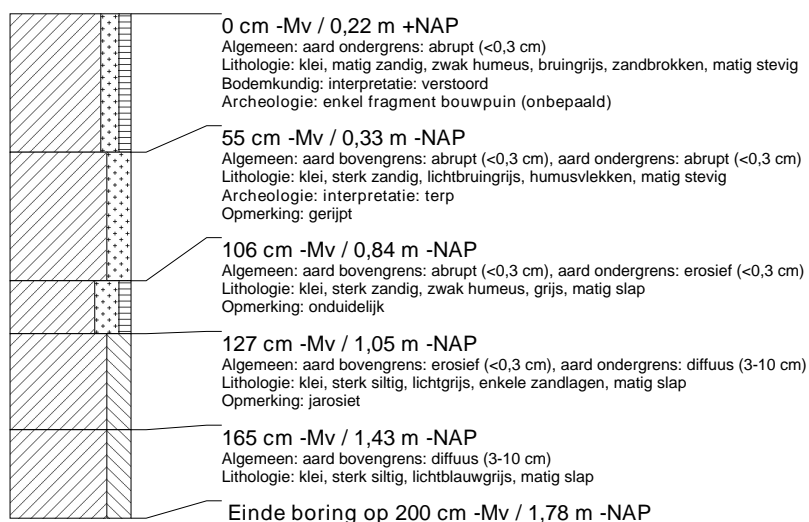 0 cm -Mv / 0,22 m +NAP
Algemeen: aard ondergrens: abrupt (<0,3 cm)
Lithologie: klei, matig zandig, zwak humeus, bruingrijs, zandbrokken, matig stevig
Bodemkundig: interpretatie: verstoord
Archeologie: enkel fragment bouwpuin (onbepaald)
55 cm -Mv / 0,33 m -NAP
Algemeen: aard bovengrens: abrupt (<0,3 cm), aard ondergrens: abrupt (<0,3 cm)
Lithologie: klei, sterk zandig, lichtbruingrijs, humusvlekken, matig stevig
Archeologie: interpretatie: terp
Opmerking: gerijpt
106 cm -Mv / 0,84 m -NAP
Algemeen: aard bovengrens: abrupt (<0,3 cm), aard ondergrens: erosief (<0,3 cm)
Lithologie: klei, sterk zandig, zwak humeus, grijs, matig slap
Opmerking: onduidelijk
127 cm -Mv / 1,05 m -NAP
Algemeen: aard bovengrens: erosief (<0,3 cm), aard ondergrens: diffuus (3-10 cm)
Lithologie: klei, sterk siltig, lichtgrijs, enkele zandlagen, matig slap
Opmerking: jarosiet
165 cm -Mv / 1,43 m -NAP
Algemeen: aard bovengrens: diffuus (3-10 cm)
Lithologie: klei, sterk siltig, lichtblauwgrijs, matig slap
Einde boring op 200 cm -Mv / 1,78 m -NAP